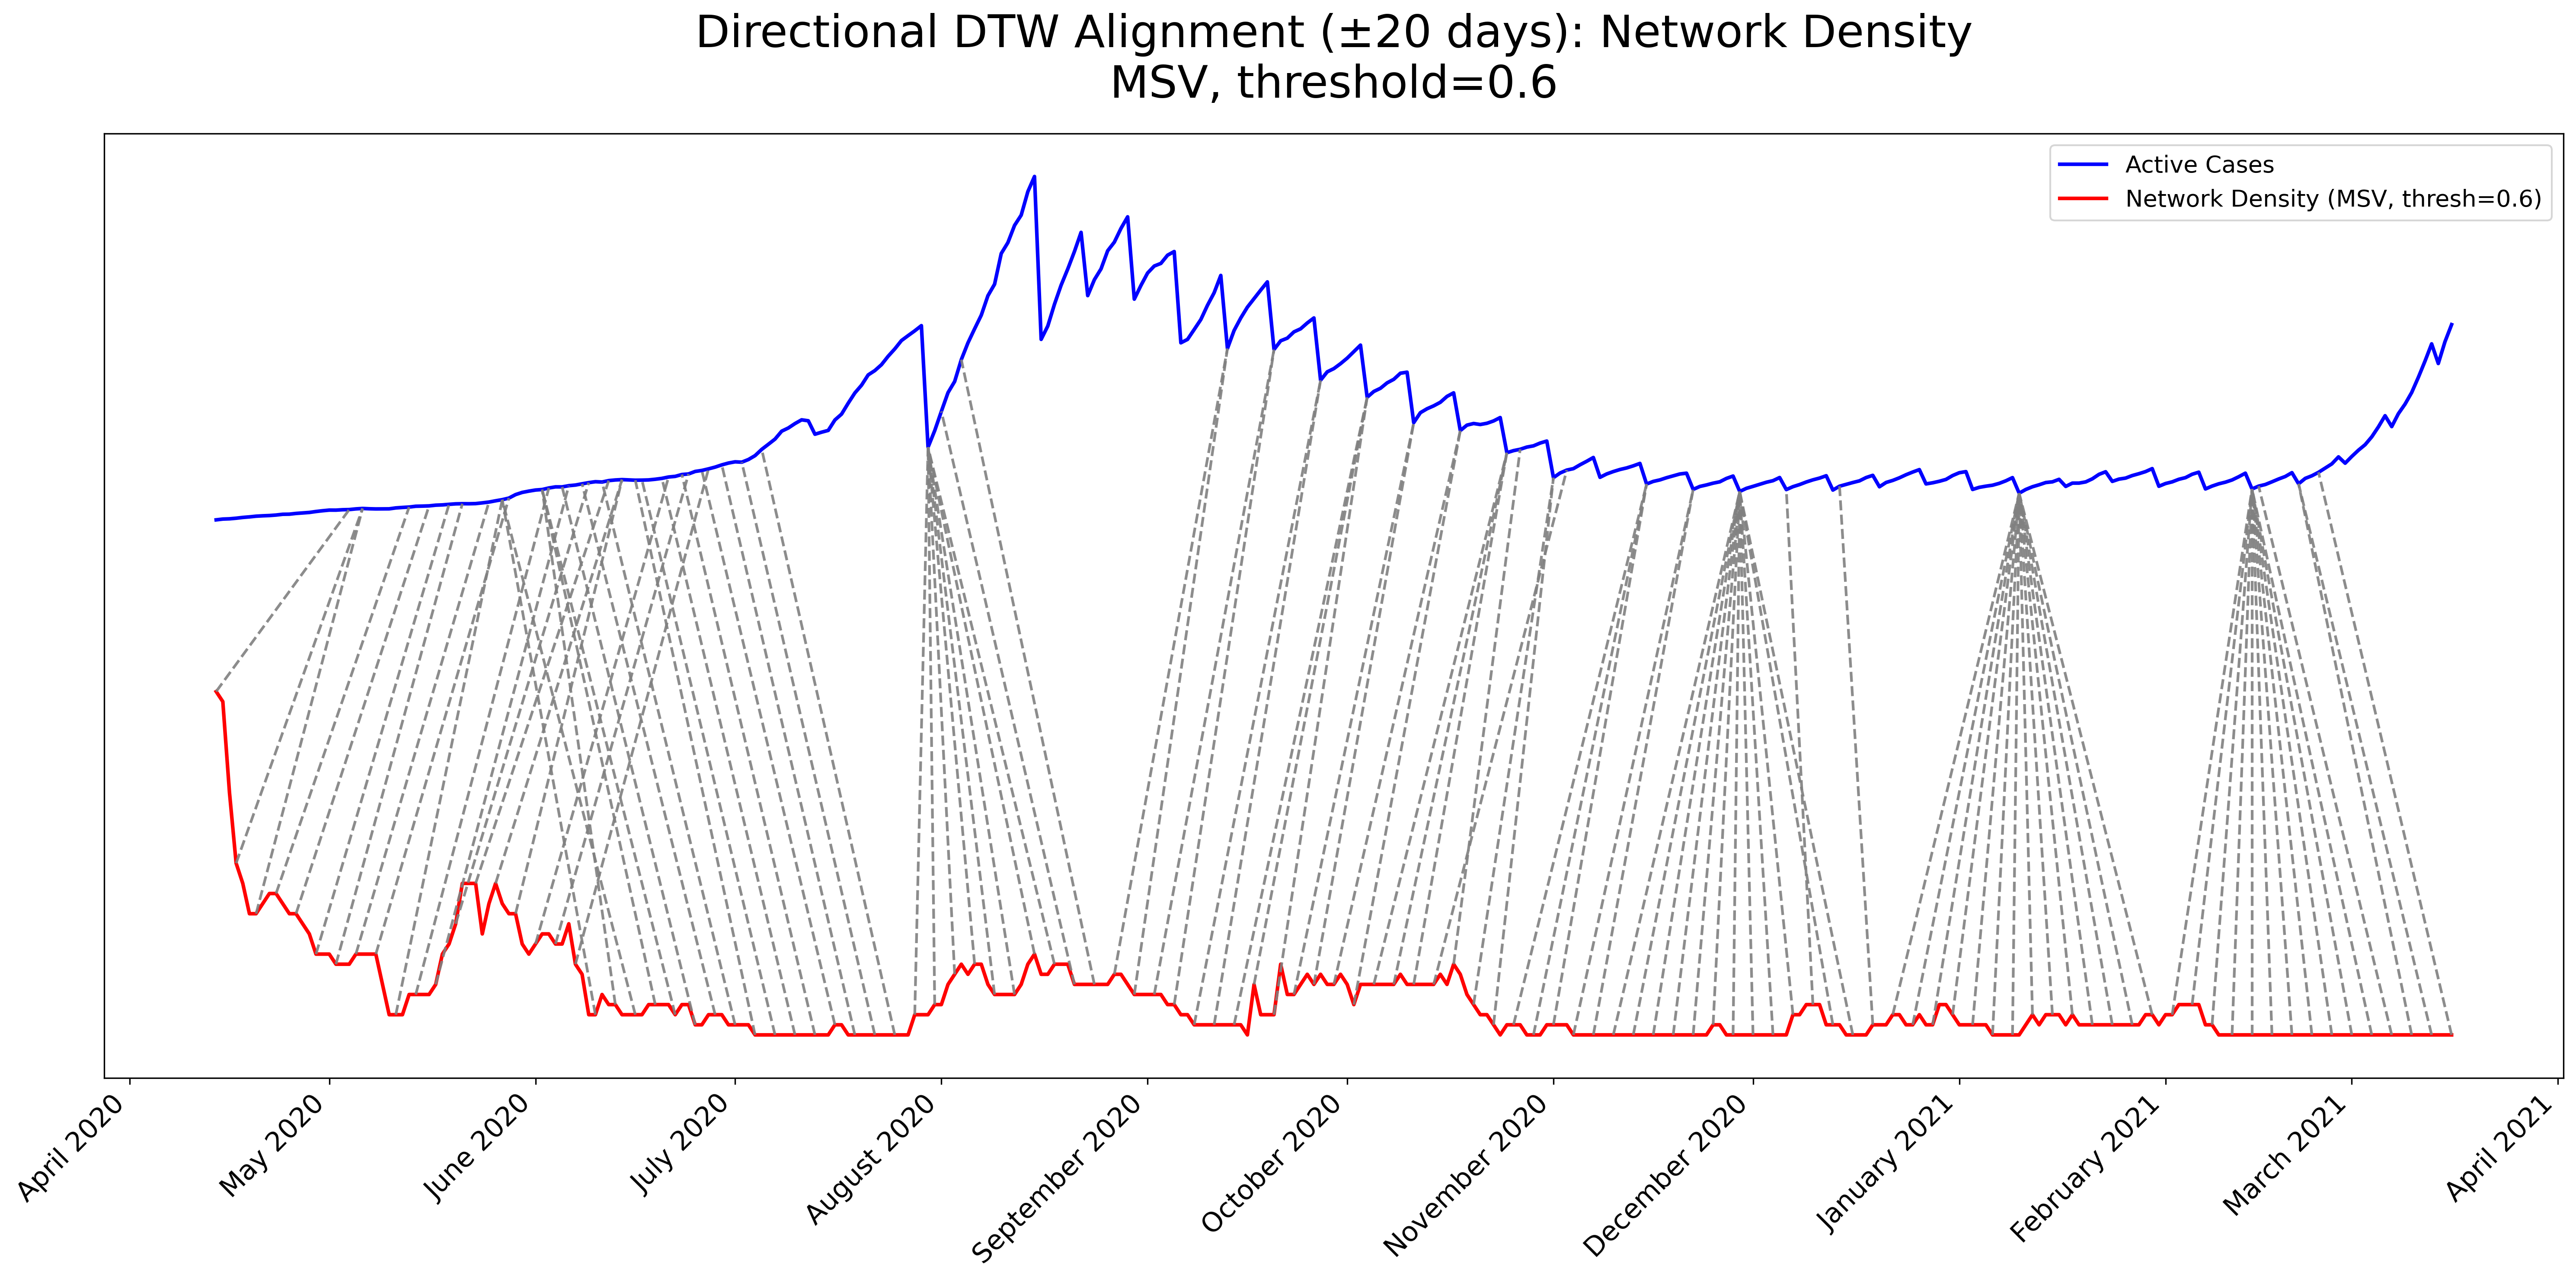 Directional DTW Alignment (±20 days): Network Density
MSV, threshold=0.6
Active Cases
Network Density (MSV, thresh=0.6)
April 2020
May 2020
June 2020
July 2020
August 2020
September 2020
October 2020
November 2020
December 2020
January 2021
February 2021
March 2021
April 2021